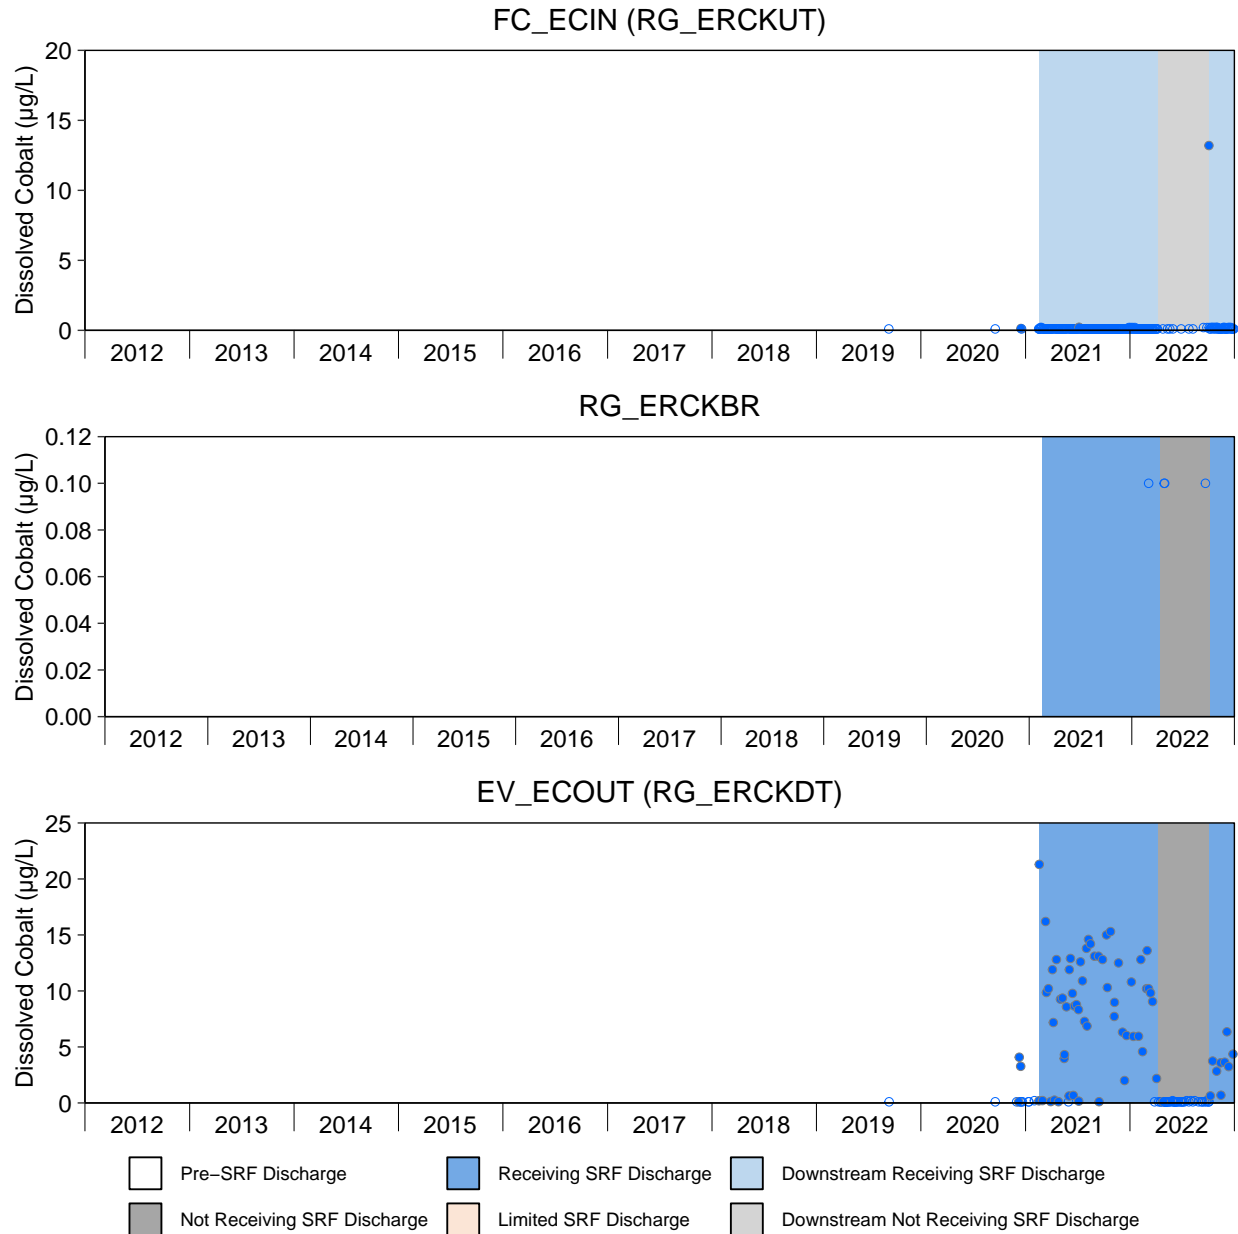 FC_ECIN (RG_ERCKUT)
Dissolved Cobalt (µg/L)
20
15
10
5
0
2012 2013 2014 2015 2016 2017 2018 2019 2020 2021 2022
RG_ERCKBR
Dissolved Cobalt (µg/L)
0.12
0.10
0.08
0.06
0.04
0.02
0.00
2012 2013 2014 2015 2016 2017 2018 2019 2020 2021 2022
EV_ECOUT (RG_ERCKDT)
Dissolved Cobalt (µg/L)
25
20
15
10
5
0
2012 2013 2014 2015 2016 2017 2018 2019 2020 2021 2022
Pre−SRF Discharge Receiving SRF Discharge Downstream Receiving SRF Discharge
Not Receiving SRF Discharge Limited SRF Discharge Downstream Not Receiving SRF Discharge